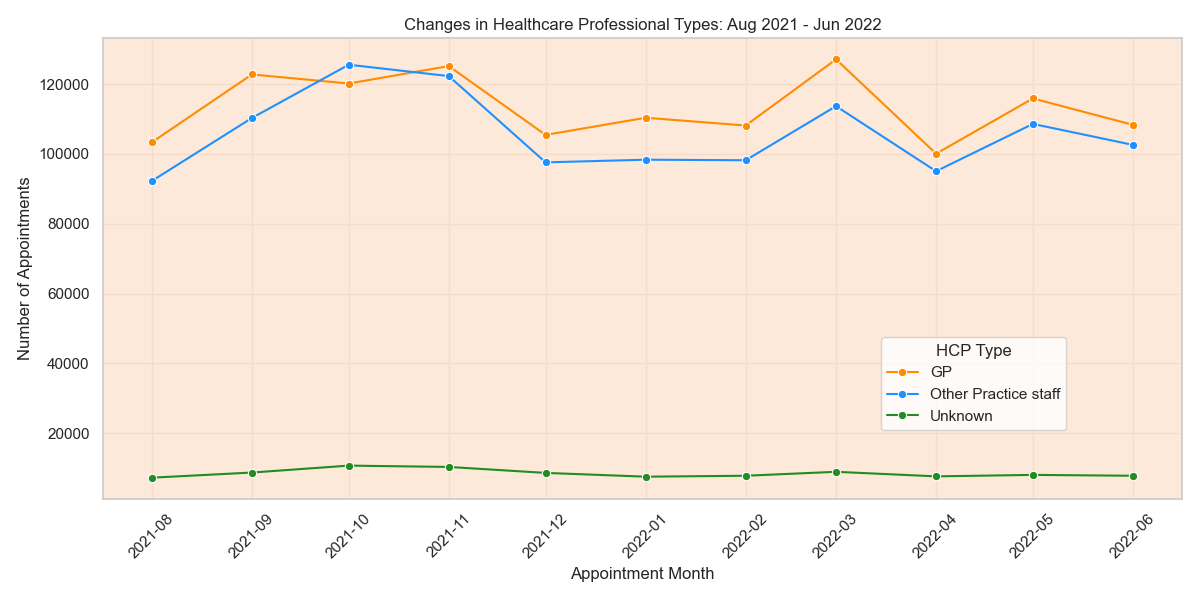 Changes in Healthcare Professional Types: Aug 2021 - Jun 2022
Number of Appointments
120000
100000
80000
60000
40000
20000
HCP Type
GP
Other Practice staff
Unknown
2021-08
2021-09
2021-10
2021-11
2021-12
2022-01
2022-02
2022-03
2022-04
2022-05
2022-06
Appointment Month